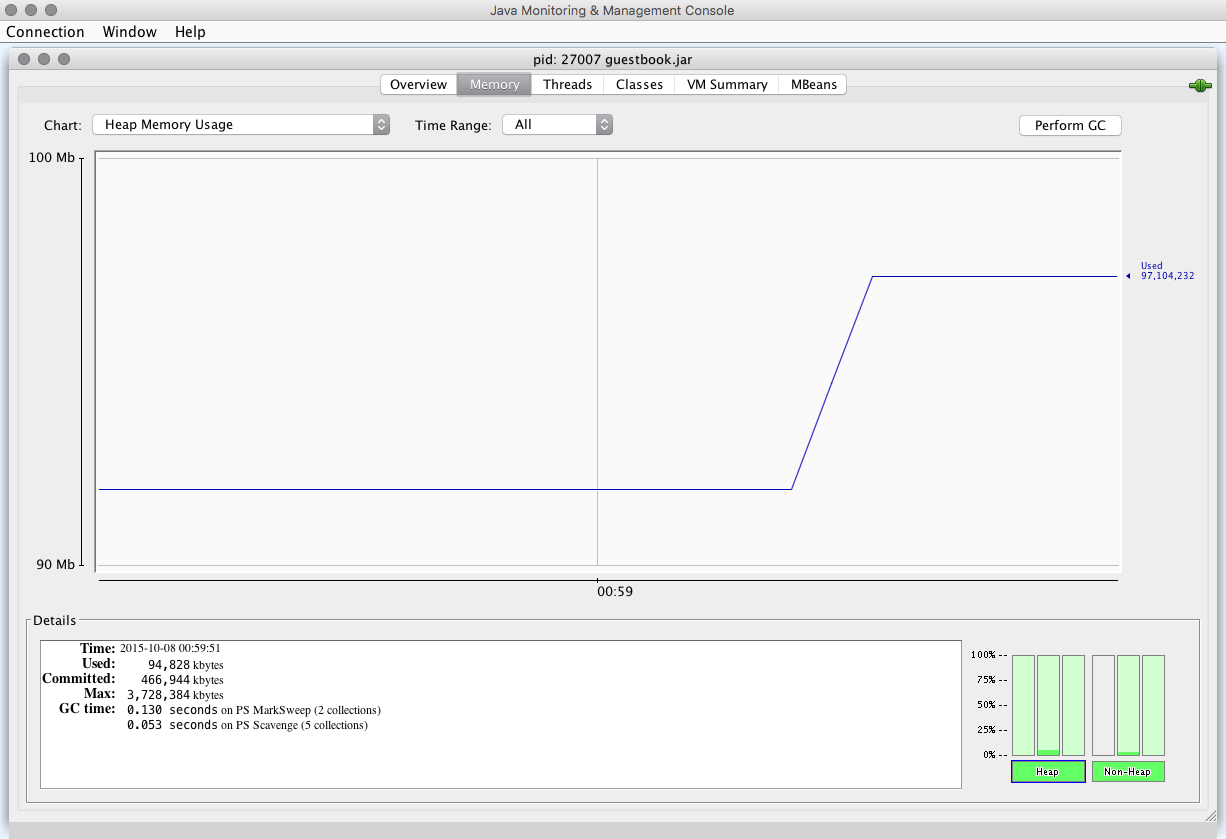 Java Monitoring & Management Console
Connection Window Help
pid: 27007 guestbook.jar
Overview Memory Threads Classes VM Summary MBeans
Chart: Heap Memory Usage Time Range: All Perform GC
100 Mb
Used
97,104,232
90 Mb
00:59
Details
Time: 2015-10-08 00:59:51
Used: 94,828 kbytes
Committed: 466,944 kbytes
Max: 3,728,384 kbytes
GC time: 0.130 seconds on PS MarkSweep (2 collections)
0.053 seconds on PS Scavenge (5 collections)
100% --
75% --
50% --
25% --
0% --
Heap Non-Heap